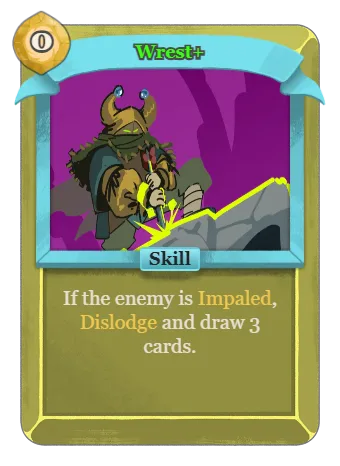 0
Wrest+
Skill
If the enemy is Impaled,
Dislodge and draw 3
cards.